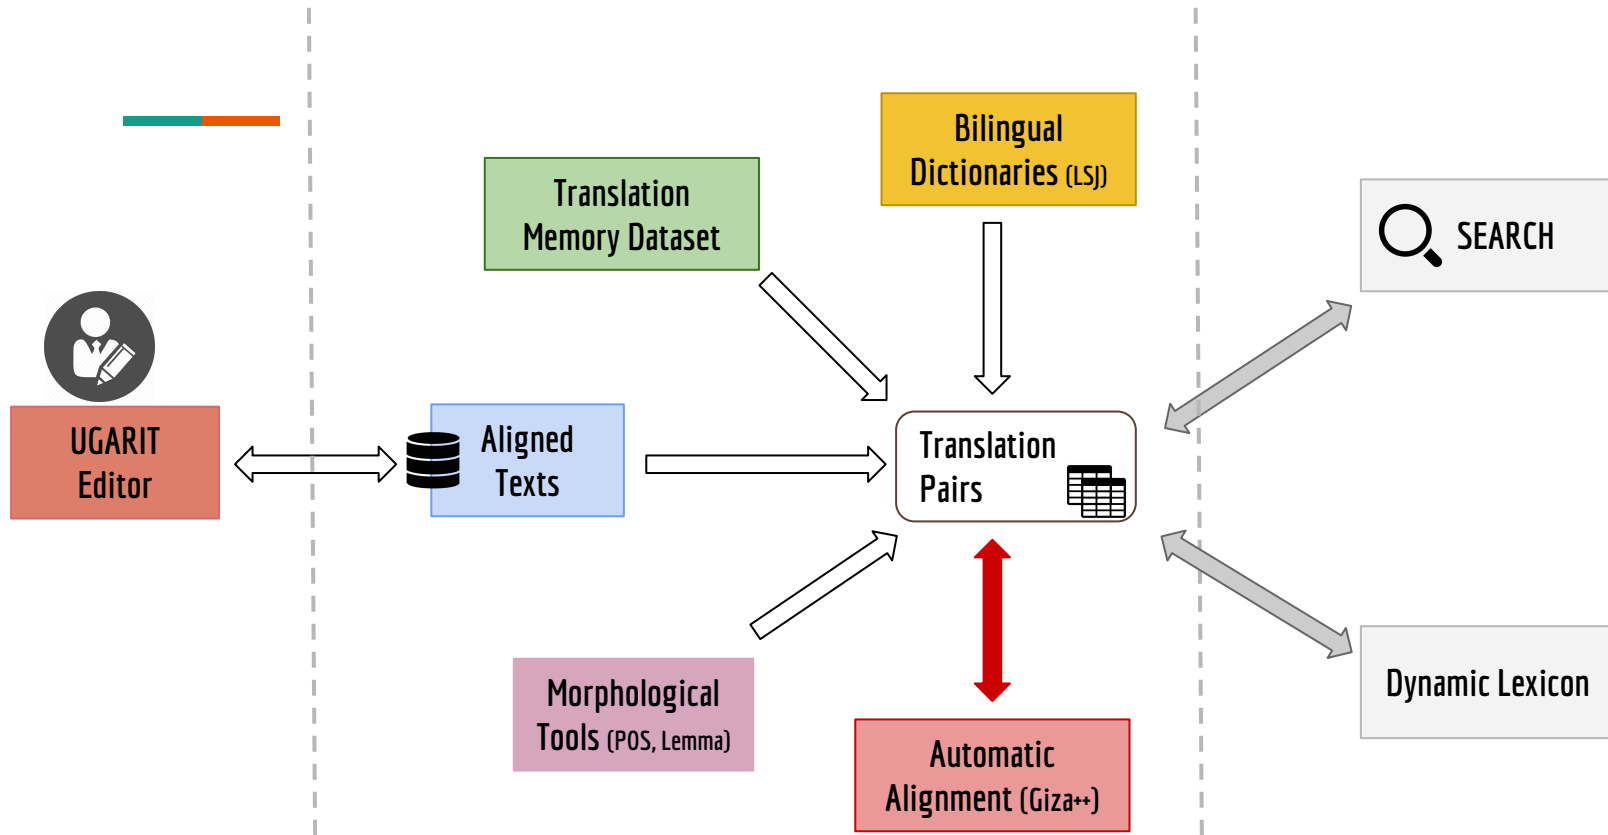 Bilingual
Dictionaries (LSJ)
Translation
Memory Dataset
SEARCH
UGARIT
Editor
Aligned
Texts
Translation
Pairs
Morphological
Tools (POS, Lemma)
Dynamic Lexicon
Automatic
Alignment (Giza++)